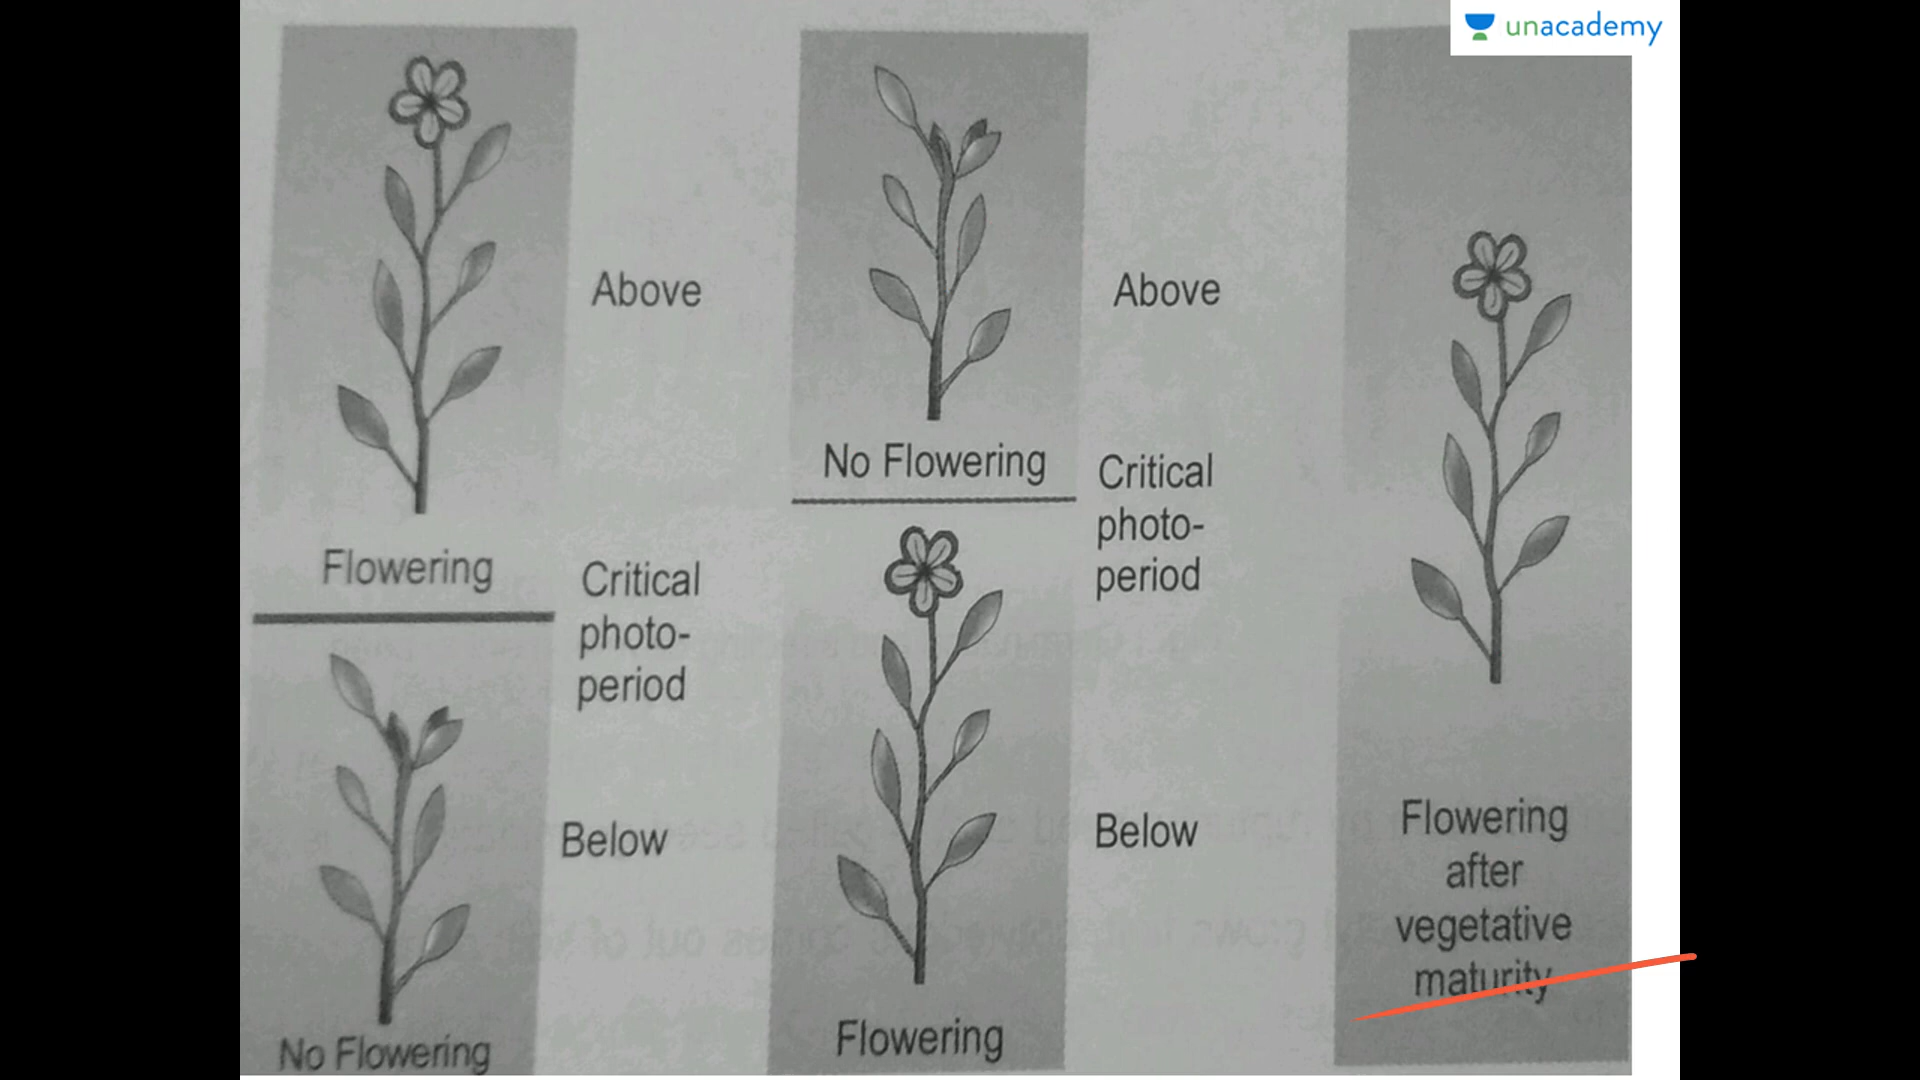 unacademy
Above
Flowering
Critical
photo-
period
Below
No Flowering
Above
No Flowering
Critical
photo-
period
Below
Flowering
Flowering
after
vegetative
maturity